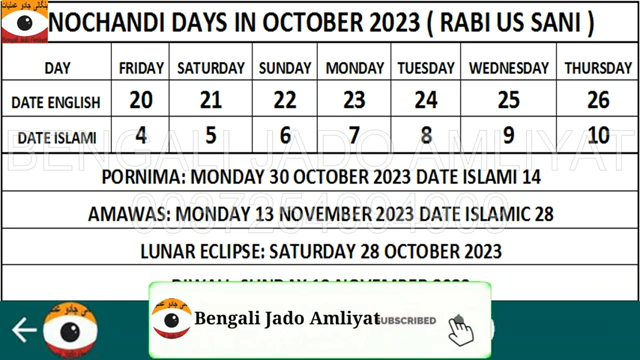 NOCHANDI DAYS IN OCTOBER 2023 ( RABI US SANI )
DAY FRIDAY SATURDAY SUNDAY MONDAY TUESDAY WEDNESDAY THURSDAY
DATE ENGLISH 20 21 22 23 24 25 26
DATE ISLAMI 4 5 6 7 8 9 10
BENGALI JADO AMLIYAT
PORNIMA: MONDAY 30 OCTOBER 2023 DATE ISLAMI 14
AMAWAS: MONDAY 13 NOVEMBER 2023 DATE ISLAMIC 28
LUNAR ECLIPSE: SATURDAY 28 OCTOBER 2023
Bengali Jado Amliyat
SUBSCRIBED